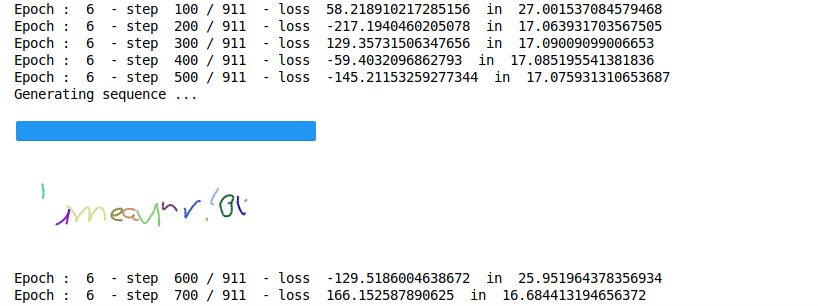 Epoch :  6  - step  100 / 911  - loss  58.218910217285156  in  27.001537084579468
Epoch :  6  - step  200 / 911  - loss  -217.1940460205078  in  17.063931703567505
Epoch :  6  - step  300 / 911  - loss  129.35731506347656  in  17.09009099006653
Epoch :  6  - step  400 / 911  - loss  -59.4032096862793  in  17.085195541381836
Epoch :  6  - step  500 / 911  - loss  -145.21153259277344  in  17.075931310653687
Generating sequence ...
Epoch :  6  - step  600 / 911  - loss  -129.5186004638672  in  25.951964378356934
Epoch :  6  - step  700 / 911  - loss  166.152587890625  in  16.684413194656372